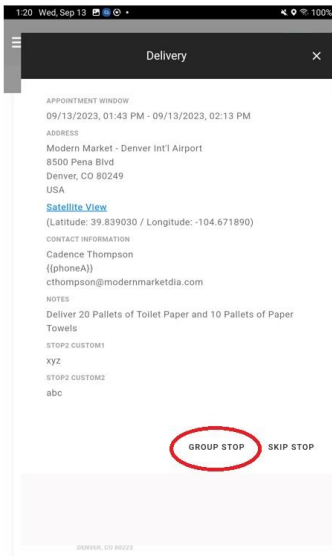 1:20 Wed, Sep 13 100%
Delivery ×
APPOINTMENT WINDOW
09/13/2023, 01:43 PM - 09/13/2023, 02:13 PM
ADDRESS
Modern Market - Denver Int'l Airport
8500 Pena Blvd
Denver, CO 80249
USA
Satellite View
(Latitude: 39.839030 / Longitude: -104.671890)
CONTACT INFORMATION
Cadence Thompson
{{phoneA}}
cthompson@modernmarketdia.com
NOTES
Deliver 20 Pallets of Toilet Paper and 10 Pallets of Paper
Towels
STOP2 CUSTOM1
xyz
STOP2 CUSTOM2
abc
GROUP STOP SKIP STOP
DENVER, CO 80223